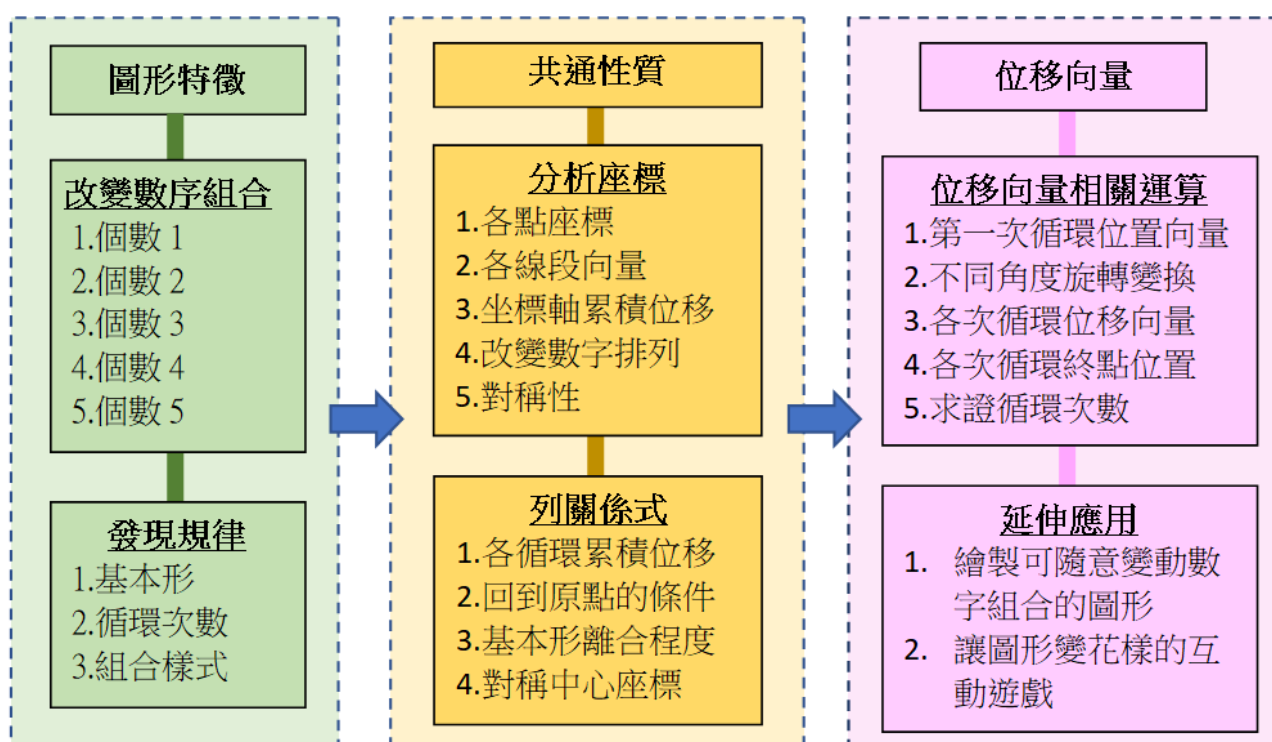 圖形特徵
改變數序組合
1.個數 1
2.個數 2
3.個數 3
4.個數 4
5.個數 5
發現規律
1.基本形
2.循環次數
3.組合樣式
共通性質
分析座標
1.各點座標
2.各線段向量
3.坐標軸累積位移
4.改變數字排列
5.對稱性
列關係式
1.各循環累積位移
2.回到原點的條件
3.基本形離合程度
4.對稱中心座標
位移向量
位移向量相關運算
1.第一次循環位置向量
2.不同角度旋轉變換
3.各次循環位移向量
4.各次循環終點位置
5.求證循環次數
延伸應用
1. 繪製可隨意變動數
字組合的圖形
2. 讓圖形變花樣的互
動遊戲